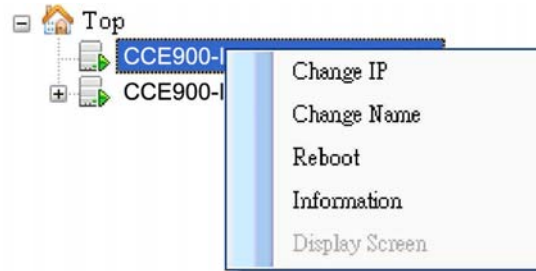 Top
CCE900-I
CCE900-I
Change IP
Change Name
Reboot
Information
Display Screen